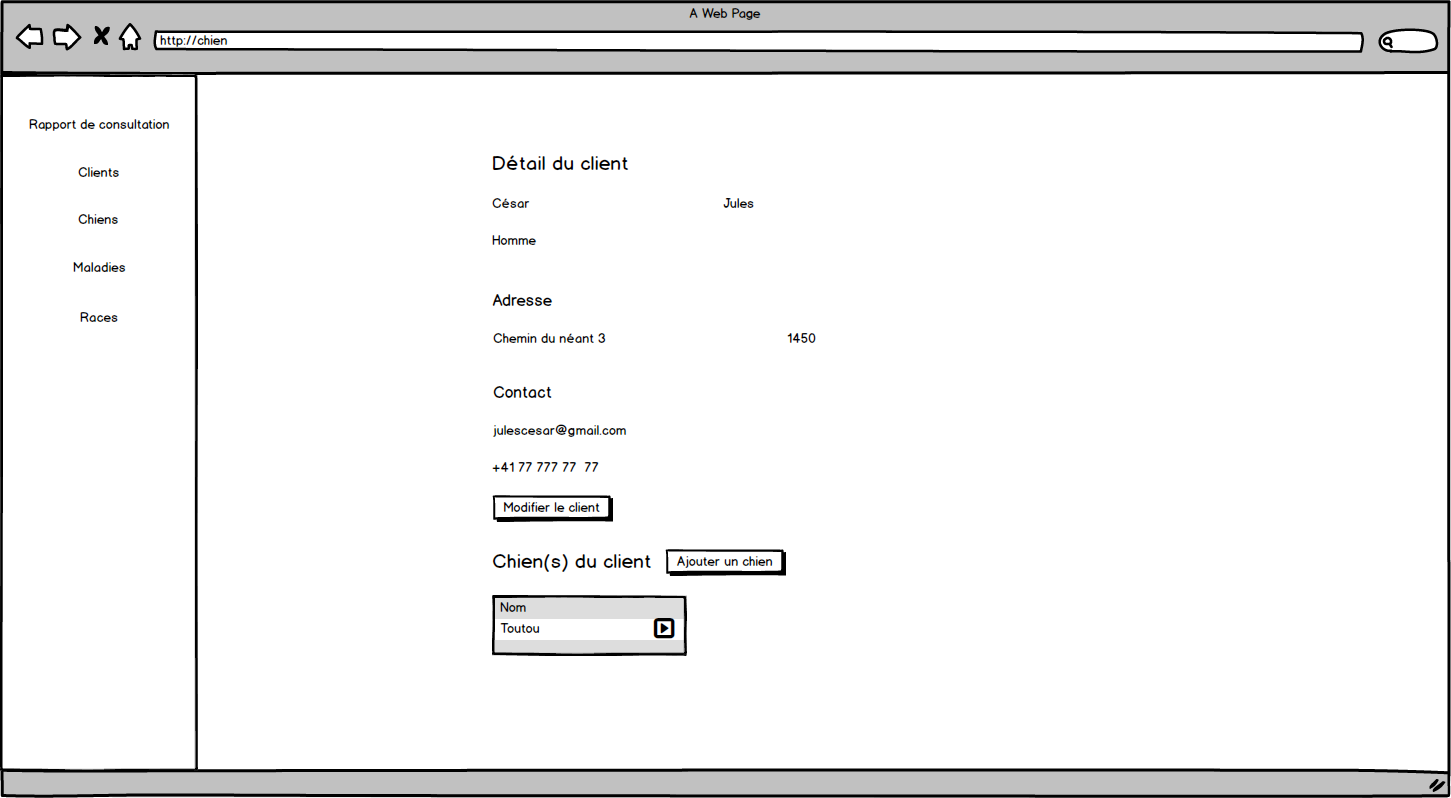 A Web Page
http://chien
Rapport de consultation
Clients
Chiens
Maladies
Races
Détail du client
César Jules
Homme
Adresse
Chemin du néant 3 1450
Contact
julescesar@gmail.com
+41 77 777 77  77
Modifier le client
Chien(s) du client Ajouter un chien
Nom
Toutou